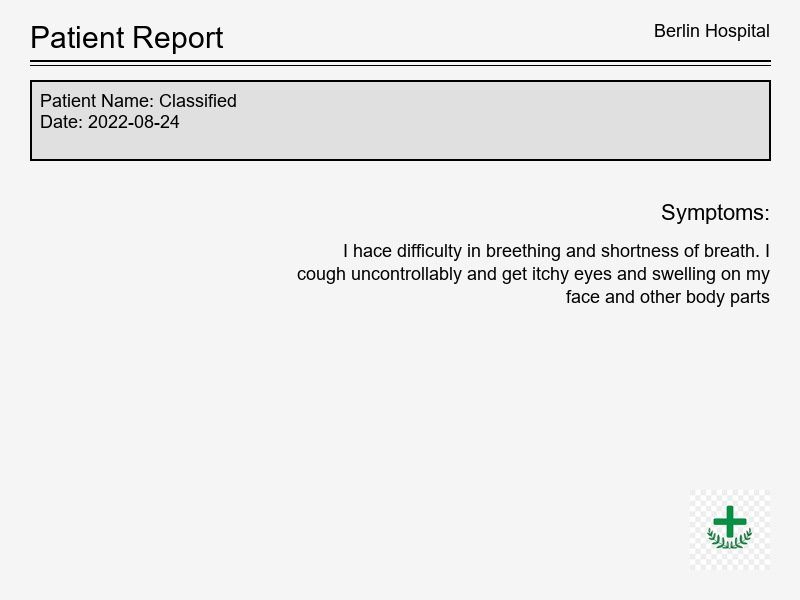 Patient Report
Berlin Hospital
Patient Name: Classified
Date: 2022-08-24
Symptoms:
I hace difficulty in breething and shortness of breath. I
cough uncontrollably and get itchy eyes and swelling on my
face and other body parts